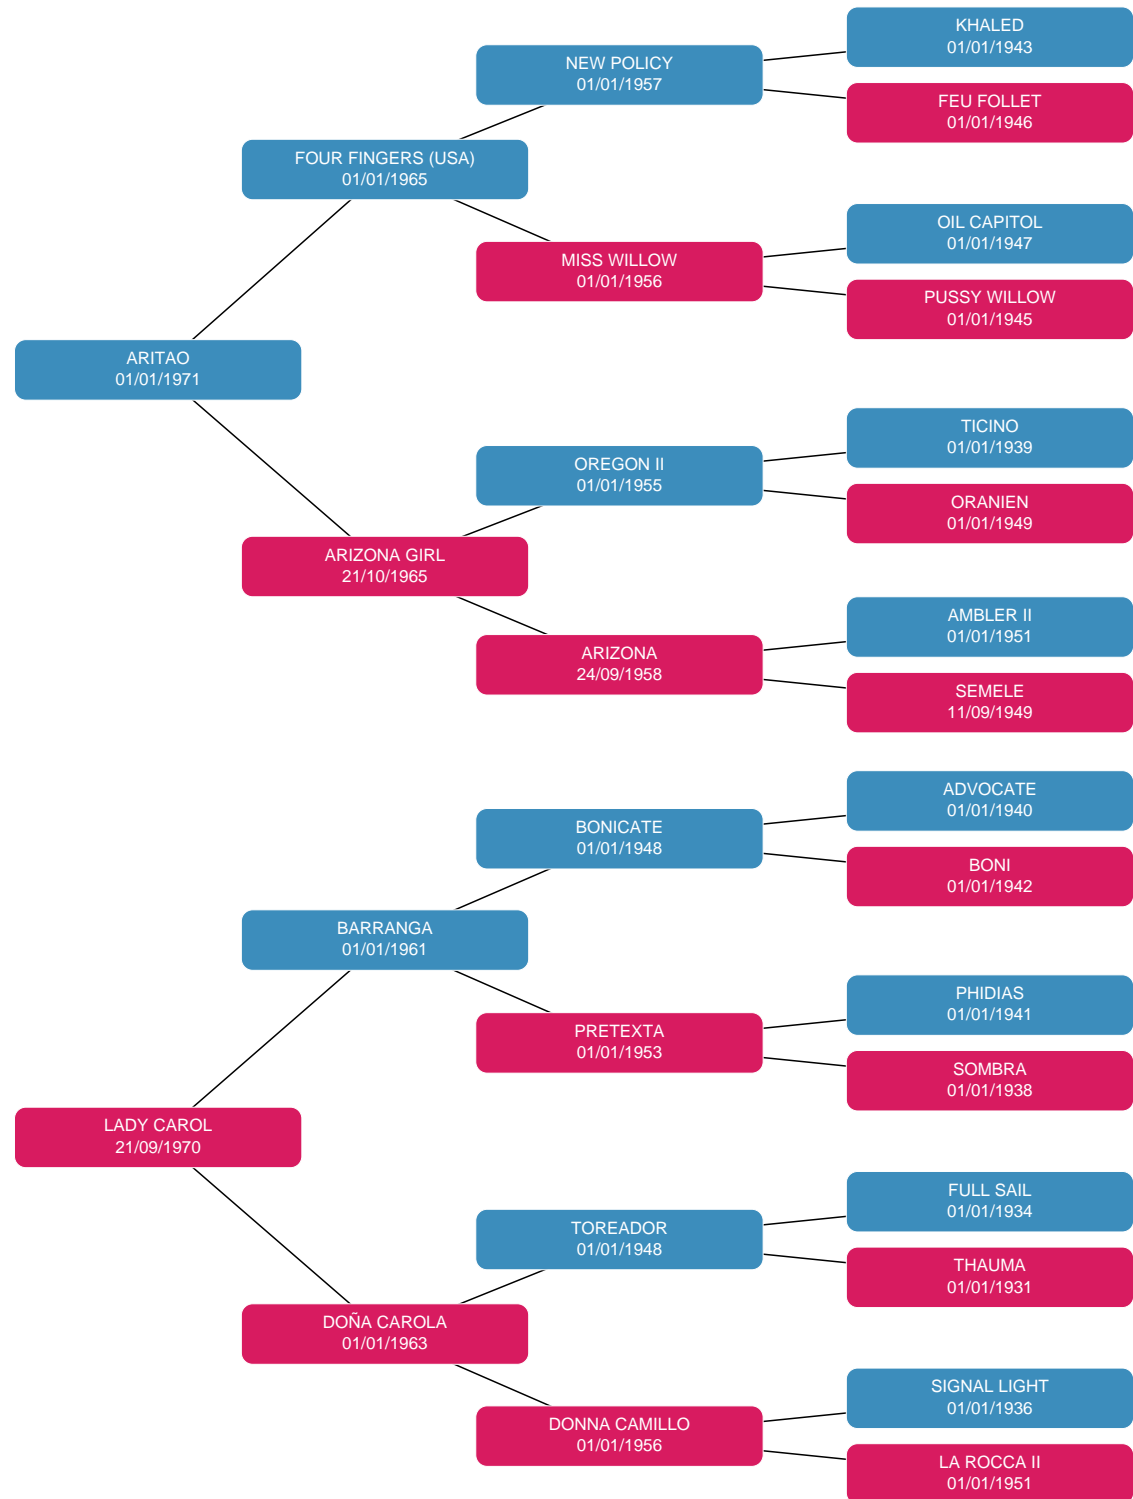 KHALED
01/01/1943
NEW POLICY
01/01/1957
FEU FOLLET
01/01/1946
FOUR FINGERS (USA)
01/01/1965
OIL CAPITOL
01/01/1947
MISS WILLOW
01/01/1956
PUSSY WILLOW
01/01/1945
ARITAO
01/01/1971
TICINO
01/01/1939
OREGON II
01/01/1955
ORANIEN
01/01/1949
ARIZONA GIRL
21/10/1965
AMBLER II
01/01/1951
ARIZONA
24/09/1958
SEMELE
11/09/1949
ADVOCATE
01/01/1940
BONICATE
01/01/1948
BONI
01/01/1942
BARRANGA
01/01/1961
PHIDIAS
01/01/1941
PRETEXTA
01/01/1953
SOMBRA
01/01/1938
LADY CAROL
21/09/1970
FULL SAIL
01/01/1934
TOREADOR
01/01/1948
THAUMA
01/01/1931
DOÑA CAROLA
01/01/1963
SIGNAL LIGHT
01/01/1936
DONNA CAMILLO
01/01/1956
LA ROCCA II
01/01/1951